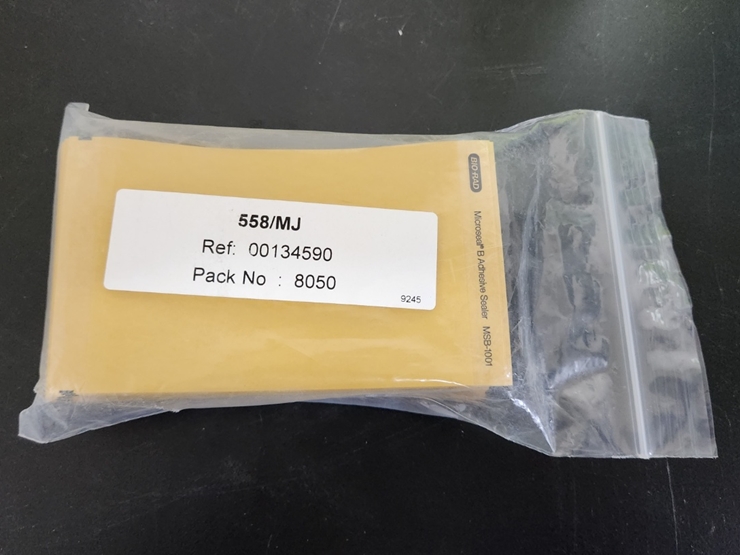 558/MJ
Ref: 00134590
Pack No : 8050
9245
BIO-RAD
Microseal® B Adhesive Sealer MSB-1001